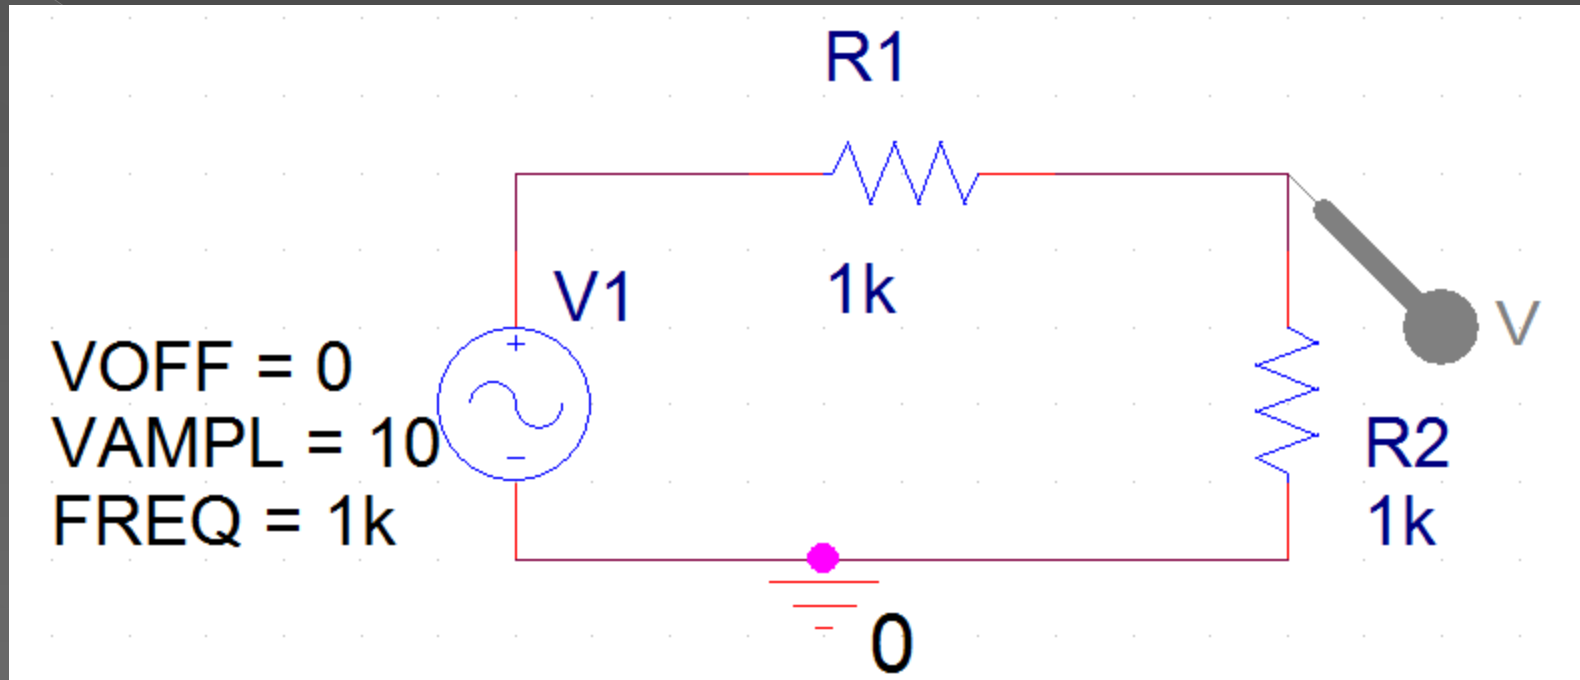 R1
1k
V1
VOFF = 0
VAMPL = 10
FREQ = 1k
+
−
V
R2
1k
0